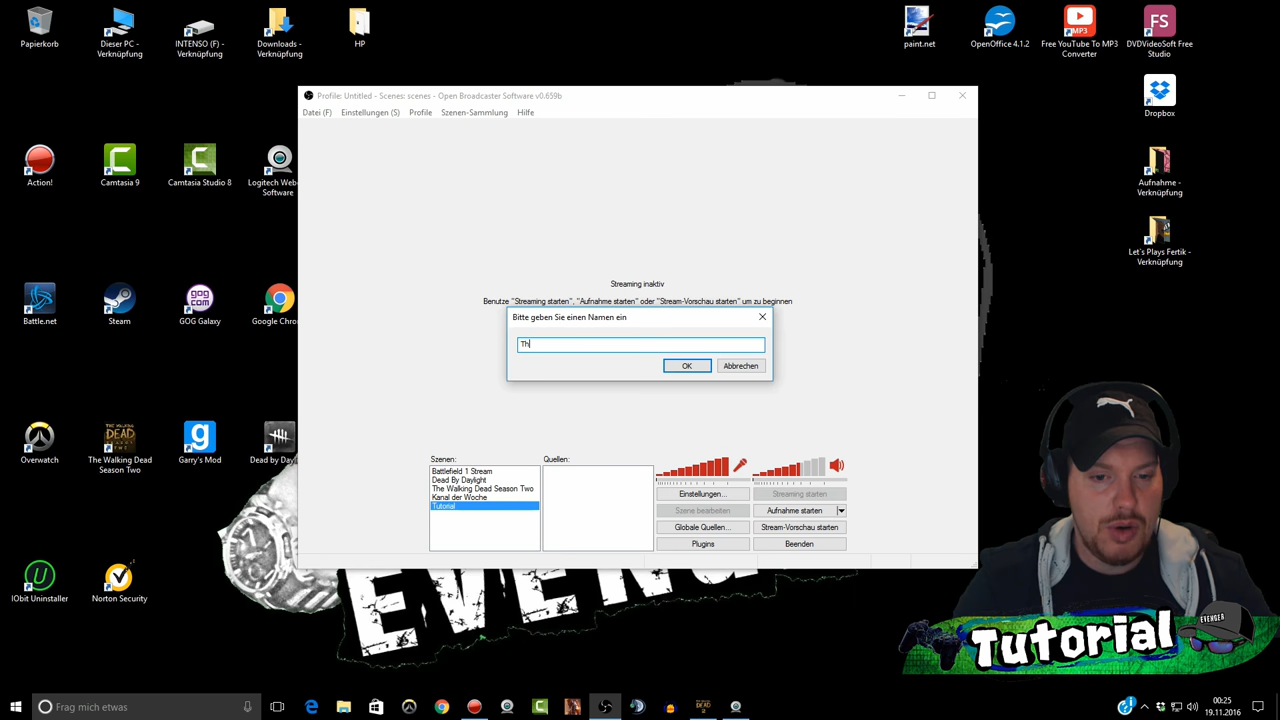 Papierkorb
Dieser PC -
Verknüpfung
INTENSO (F) -
Verknüpfung
Downloads -
Verknüpfung
HP
paint.net
OpenOffice 4.1.2
Free YouTube To MP3
Converter
DVDVideoSoft Free
Studio
Dropbox
Aufnahme -
Verknüpfung
Let´s Plays Fertik -
Verknüpfung
Action!
Camtasia 9
Camtasia Studio 8
Logitech Web
Software
Battle.net
Steam
GOG Galaxy
Google Chro
Overwatch
The Walking Dead
Season Two
Garry's Mod
Dead by Day
IObit Uninstaller
Norton Security
Profile: Untitled - Scenes: scenes - Open Broadcaster Software v0.659b
Datei (F)
Einstellungen (S)
Profile
Szenen-Sammlung
Hilfe
Streaming inaktiv
Benutze "Streaming starten", "Aufnahme starten" oder "Stream-Vorschau starten" um zu beginnen
Bitte geben Sie einen Namen ein
Th
OK
Abbrechen
Szenen:
Battlefield 1 Stream
Dead By Daylight
The Walking Dead Season Two
Kanal der Woche
Tutorial
Quellen:
Einstellungen...
Streaming starten
Szene bearbeiten
Aufnahme starten
Globale Quellen...
Stream-Vorschau starten
Plugins
Beenden
Tutorial
EVENGER
Frag mich etwas
00:25
19.11.2016